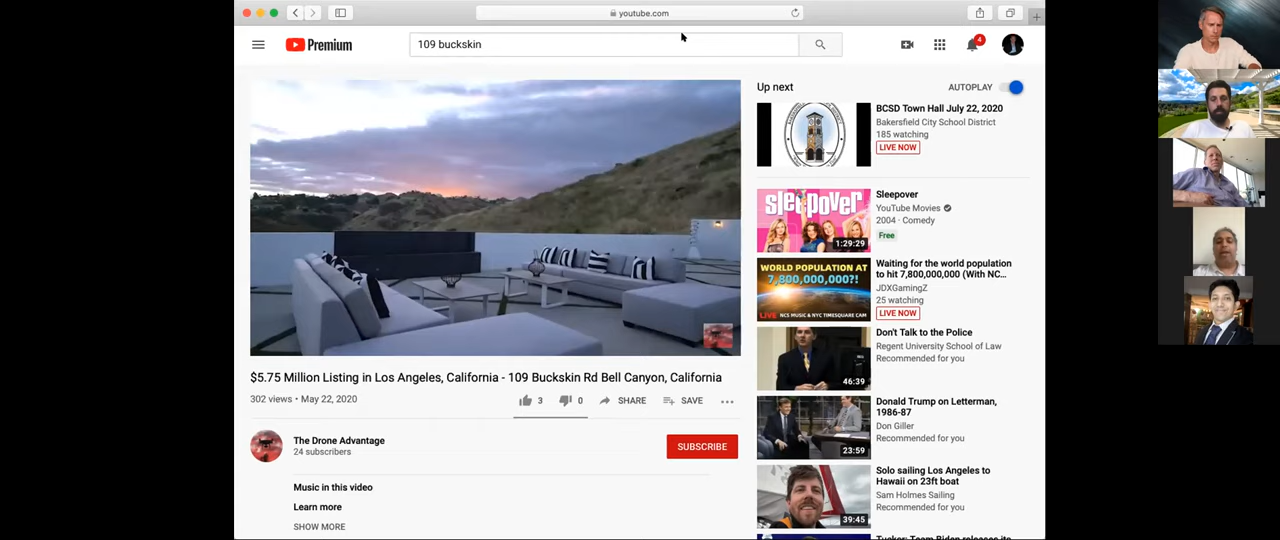 youtube.com
Premium
109 buckskin
4
Up next
AUTOPLAY
BCSD Town Hall July 22, 2020
Bakersfield City School District
185 watching
LIVE NOW
sleepover
1:29:29
Sleepover
YouTube Movies
2004 · Comedy
Free
WORLD POPULATION AT
7,800,000,000?!
LIVE NCS MUSIC & NYC TIMESQUARE CAM
Waiting for the world population
to hit 7,800,000,000 (With NC...
JDXGamingZ
25 watching
LIVE NOW
46:39
Don't Talk to the Police
Regent University School of Law
Recommended for you
23:59
Donald Trump on Letterman,
1986-87
Don Giller
Recommended for you
39:45
Solo sailing Los Angeles to
Hawaii on 23ft boat
Sam Holmes Sailing
Recommended for you
$5.75 Million Listing in Los Angeles, California - 109 Buckskin Rd Bell Canyon, California
302 views • May 22, 2020
3
0
SHARE
SAVE
The Drone Advantage
24 subscribers
SUBSCRIBE
Music in this video
Learn more
SHOW MORE